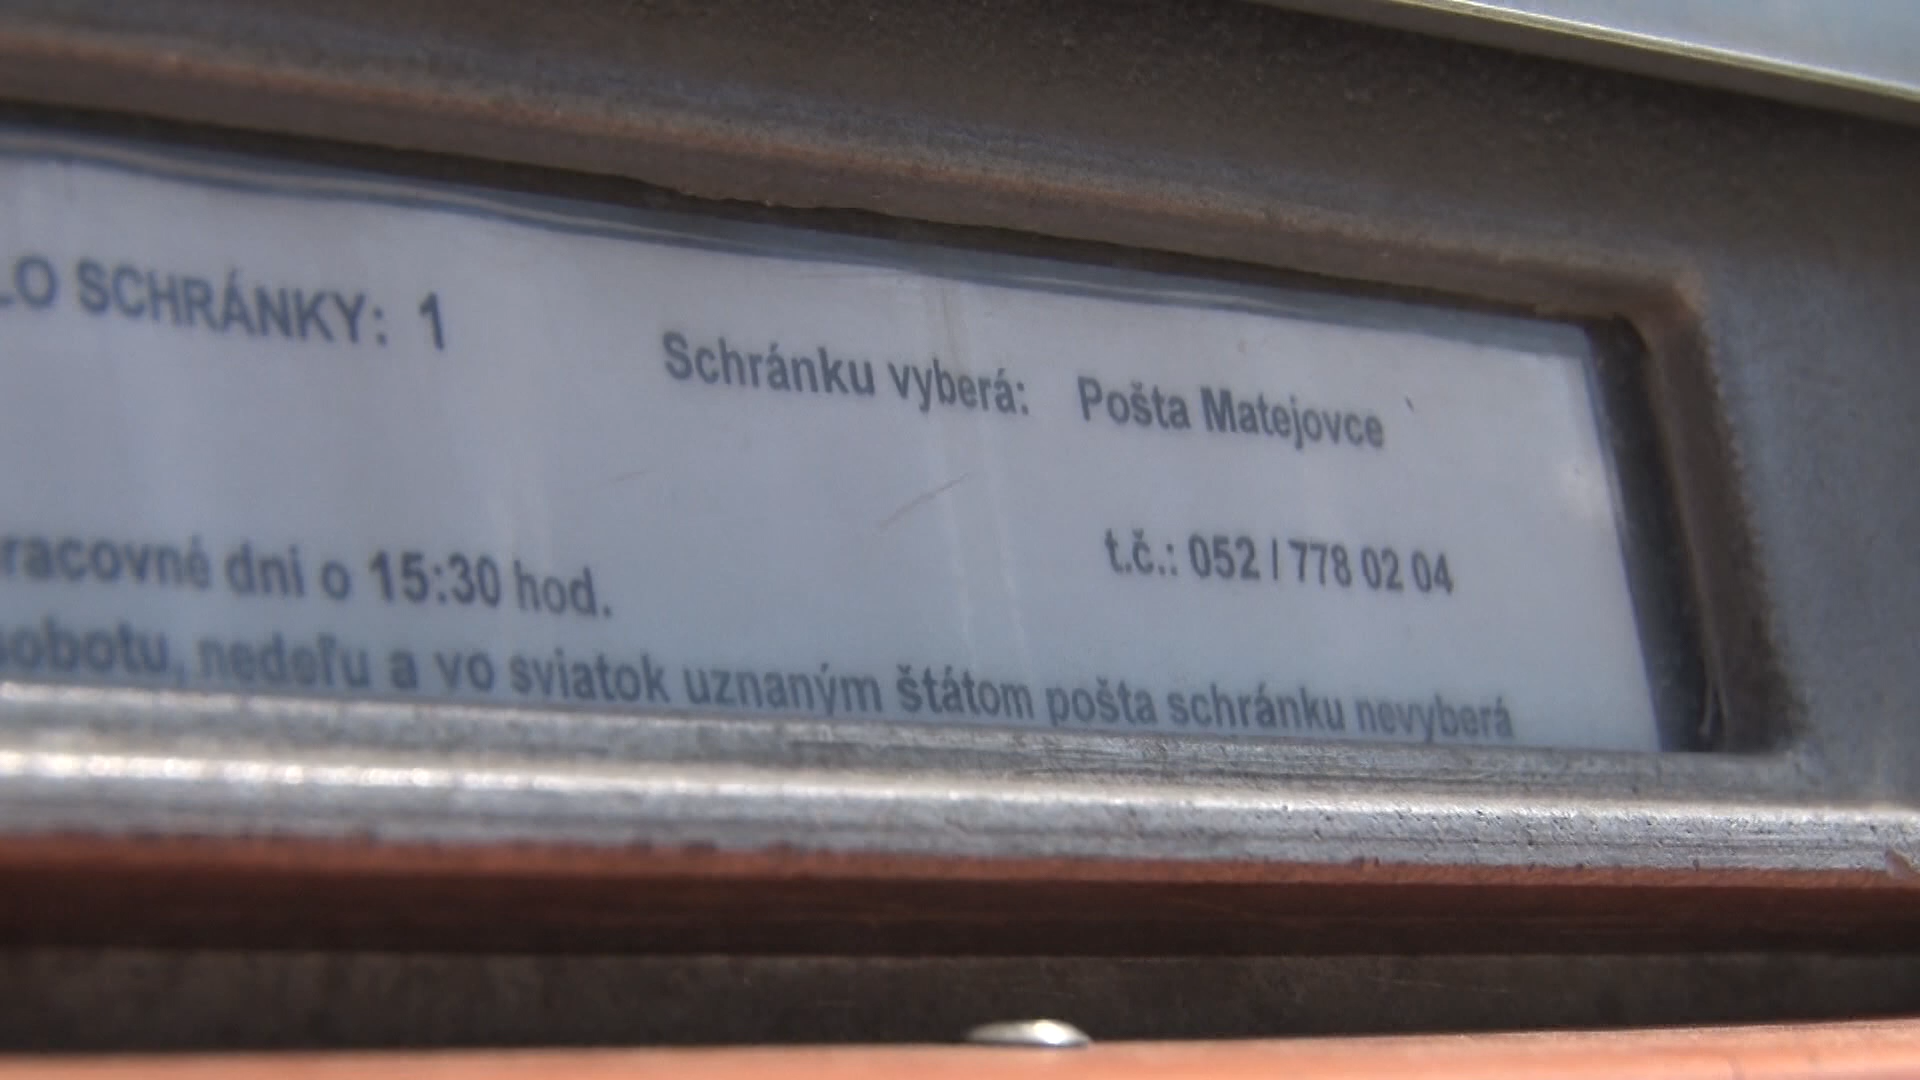 LO SCHRÁNKY: 1
Schránku vyberá: Pošta Matejovce
t.č.: 052 / 778 02 04
racovné dni o 15:30 hod.
sobotu, nedeľu a vo sviatok uznaným štátom pošta schránku nevyberá